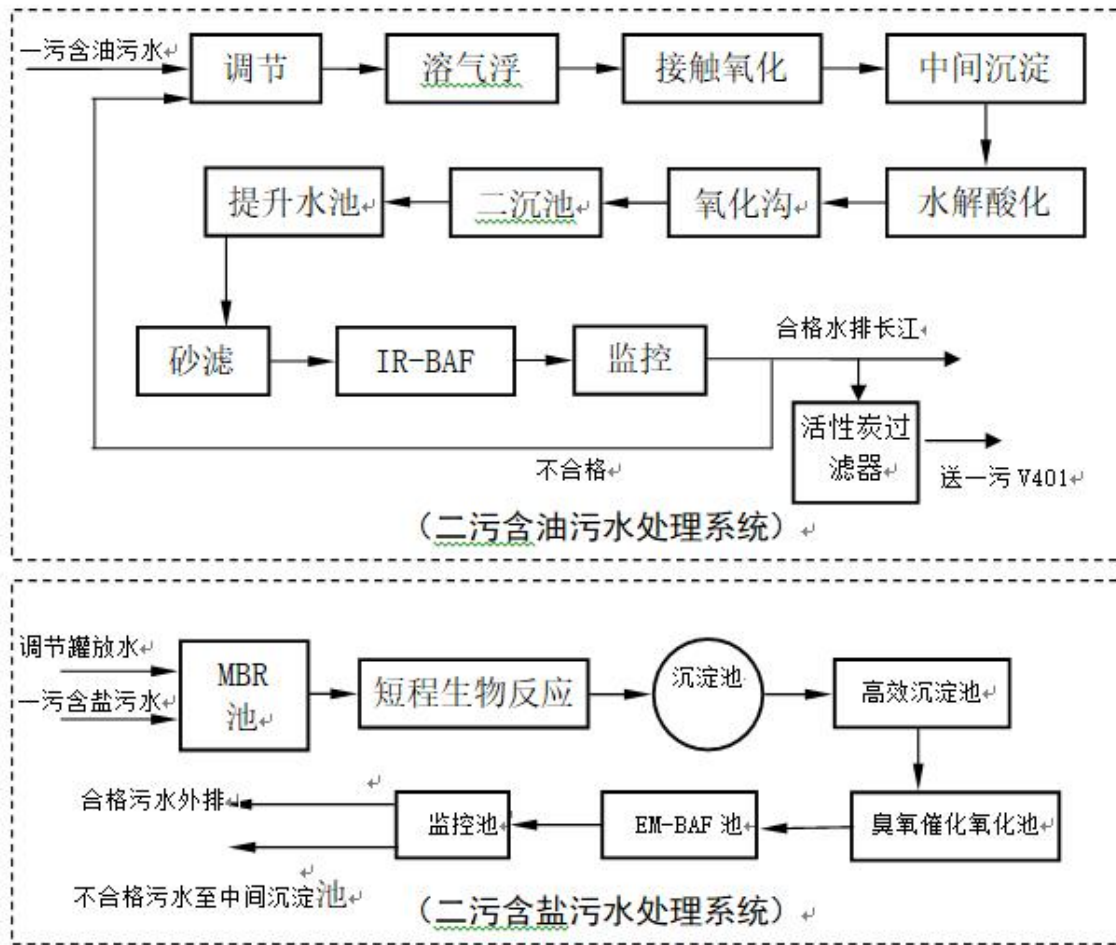 一污含油污水
调节
溶气浮
接触氧化
中间沉淀
提升水池
二沉池
氧化沟
水解酸化
砂滤
IR-BAF
监控
合格水排长江
活性炭过
滤器
不合格
送一污 V401
(二污含油污水处理系统)
调节罐放水
一污含盐污水
MBR
池
短程生物反应
沉淀池
高效沉淀池
合格污水外排
监控池
EM-BAF 池
臭氧催化氧化池
不合格污水至中间沉淀池
(二污含盐污水处理系统)